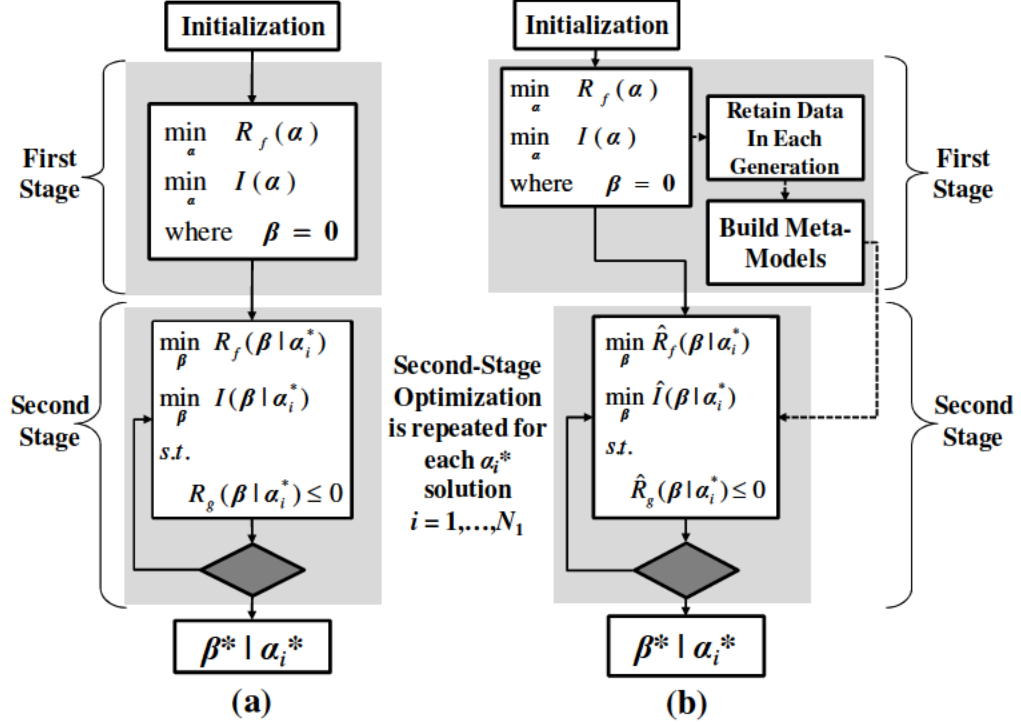 Initialization
First
Stage
min R_f(α)
α
min I(α)
α
where β = 0
Second
Stage
min R_f(β | α_i^*)
β
min I(β | α_i^*)
β
s.t.
R_g(β | α_i^*) ≤ 0
β* | α_i*
(a)
Second-Stage
Optimization
is repeated for
each α_i*
solution
i = 1,...,N_1
Initialization
min R_f(α)
α
min I(α)
α
where β = 0
Retain Data
In Each
Generation
Build Meta-
Models
First
Stage
min R̂_f(β | α_i^*)
β
min Î(β | α_i^*)
β
s.t.
R̂_g(β | α_i^*) ≤ 0
Second
Stage
β* | α_i*
(b)